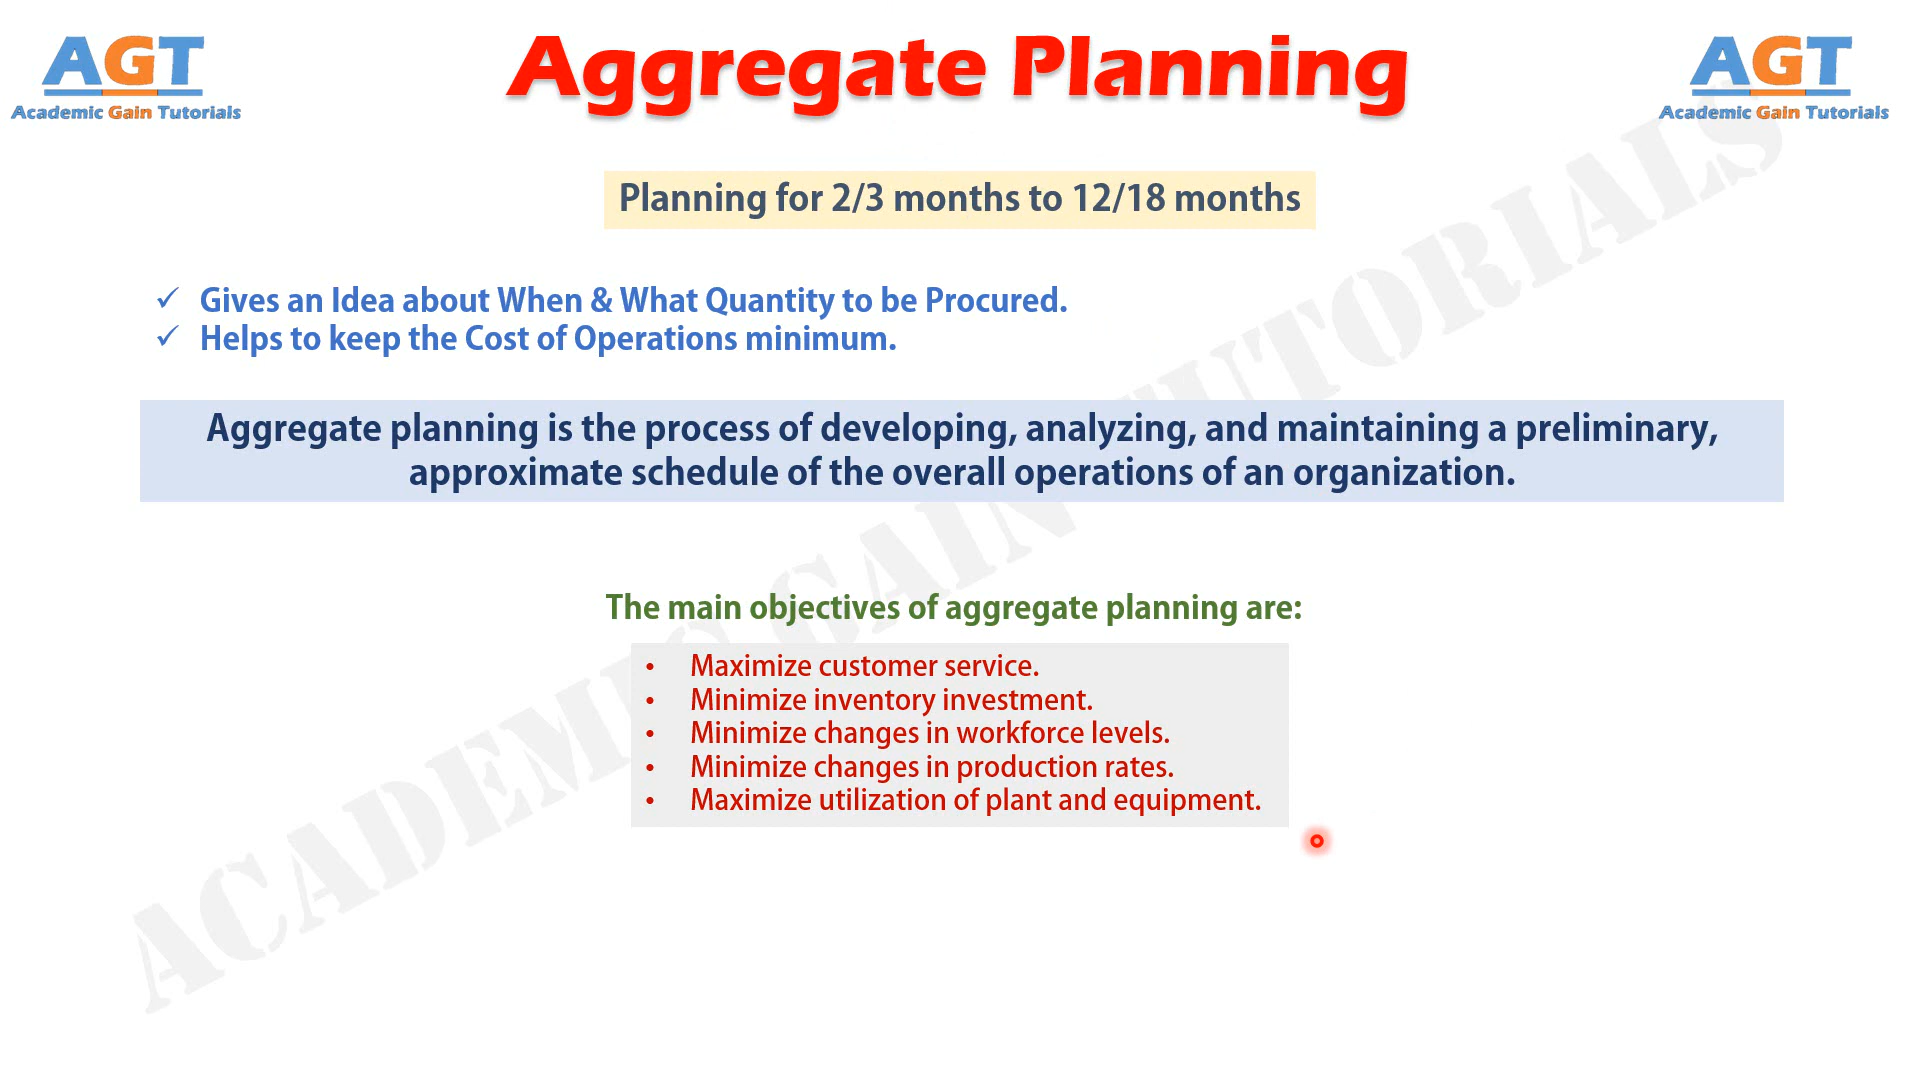 AGT
Academic Gain Tutorials
Aggregate Planning
AGT
Academic Gain Tutorials
Planning for 2/3 months to 12/18 months
✓ Gives an Idea about When & What Quantity to be Procured.
✓ Helps to keep the Cost of Operations minimum.
Aggregate planning is the process of developing, analyzing, and maintaining a preliminary,
approximate schedule of the overall operations of an organization.
The main objectives of aggregate planning are:
• Maximize customer service.
• Minimize inventory investment.
• Minimize changes in workforce levels.
• Minimize changes in production rates.
• Maximize utilization of plant and equipment.
ACADEMIC GAIN TUTORIALS